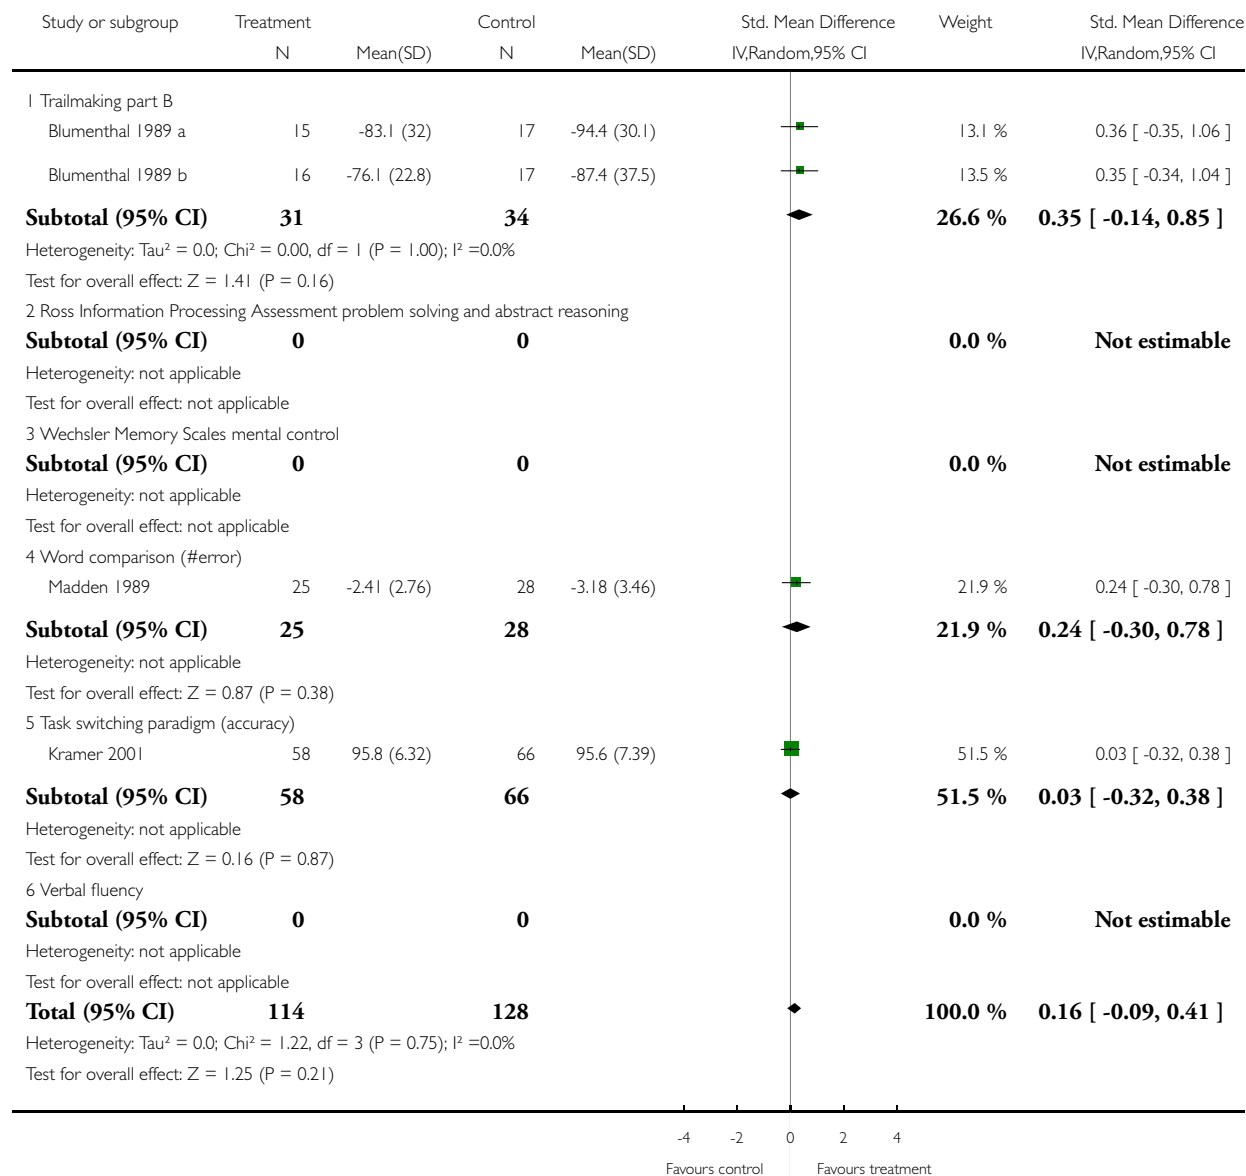 Study or subgroup Treatment Control Std. Mean Difference Weight Std. Mean Difference
N Mean(SD) N Mean(SD) IV,Random,95% CI IV,Random,95% CI
1 Trailmaking part B
Blumenthal 1989 a 15 -83.1 (32) 17 -94.4 (30.1) 13.1 % 0.36 [ -0.35, 1.06 ]
Blumenthal 1989 b 16 -76.1 (22.8) 17 -87.4 (37.5) 13.5 % 0.35 [ -0.34, 1.04 ]
Subtotal (95% CI) 31 34 26.6 % 0.35 [ -0.14, 0.85 ]
Heterogeneity: Tau² = 0.0; Chi² = 0.00, df = 1 (P = 1.00); I² =0.0%
Test for overall effect: Z = 1.41 (P = 0.16)
2 Ross Information Processing Assessment problem solving and abstract reasoning
Subtotal (95% CI) 0 0 0.0 % Not estimable
Heterogeneity: not applicable
Test for overall effect: not applicable
3 Wechsler Memory Scales mental control
Subtotal (95% CI) 0 0 0.0 % Not estimable
Heterogeneity: not applicable
Test for overall effect: not applicable
4 Word comparison (#error)
Madden 1989 25 -2.41 (2.76) 28 -3.18 (3.46) 21.9 % 0.24 [ -0.30, 0.78 ]
Subtotal (95% CI) 25 28 21.9 % 0.24 [ -0.30, 0.78 ]
Heterogeneity: not applicable
Test for overall effect: Z = 0.87 (P = 0.38)
5 Task switching paradigm (accuracy)
Kramer 2001 58 95.8 (6.32) 66 95.6 (7.39) 51.5 % 0.03 [ -0.32, 0.38 ]
Subtotal (95% CI) 58 66 51.5 % 0.03 [ -0.32, 0.38 ]
Heterogeneity: not applicable
Test for overall effect: Z = 0.16 (P = 0.87)
6 Verbal fluency
Subtotal (95% CI) 0 0 0.0 % Not estimable
Heterogeneity: not applicable
Test for overall effect: not applicable
Total (95% CI) 114 128 100.0 % 0.16 [ -0.09, 0.41 ]
Heterogeneity: Tau² = 0.0; Chi² = 1.22, df = 3 (P = 0.75); I² =0.0%
Test for overall effect: Z = 1.25 (P = 0.21)
-4 -2 0 2 4
Favours control Favours treatment